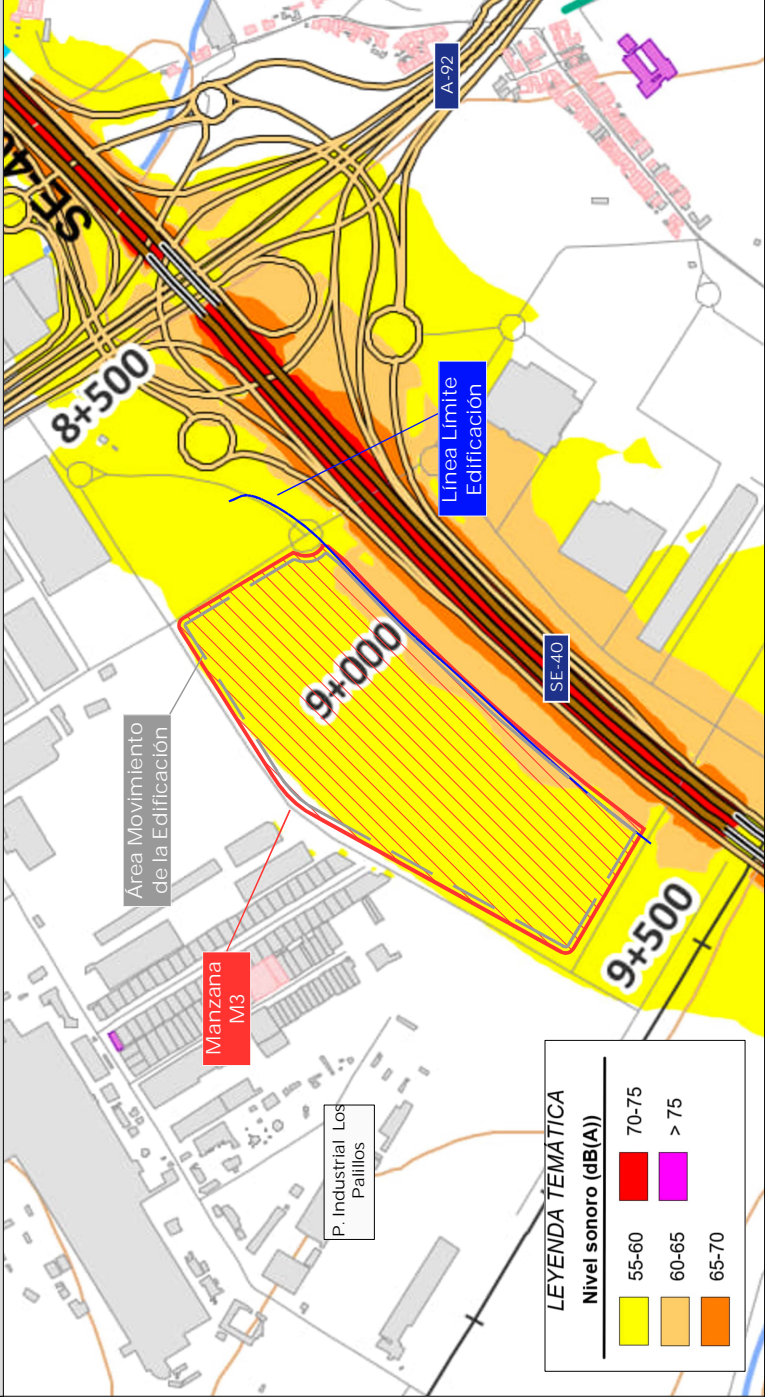 SE-40
A-92
8+500
Línea Límite
Edificación
9+000
SE-40
Área Movimiento
de la Edificación
Manzana
M3
9+500
P. Industrial Los
Palillos
LEYENDA TEMÁTICA
Nivel sonoro (dB(A))
55-60
60-65
65-70
70-75
> 75